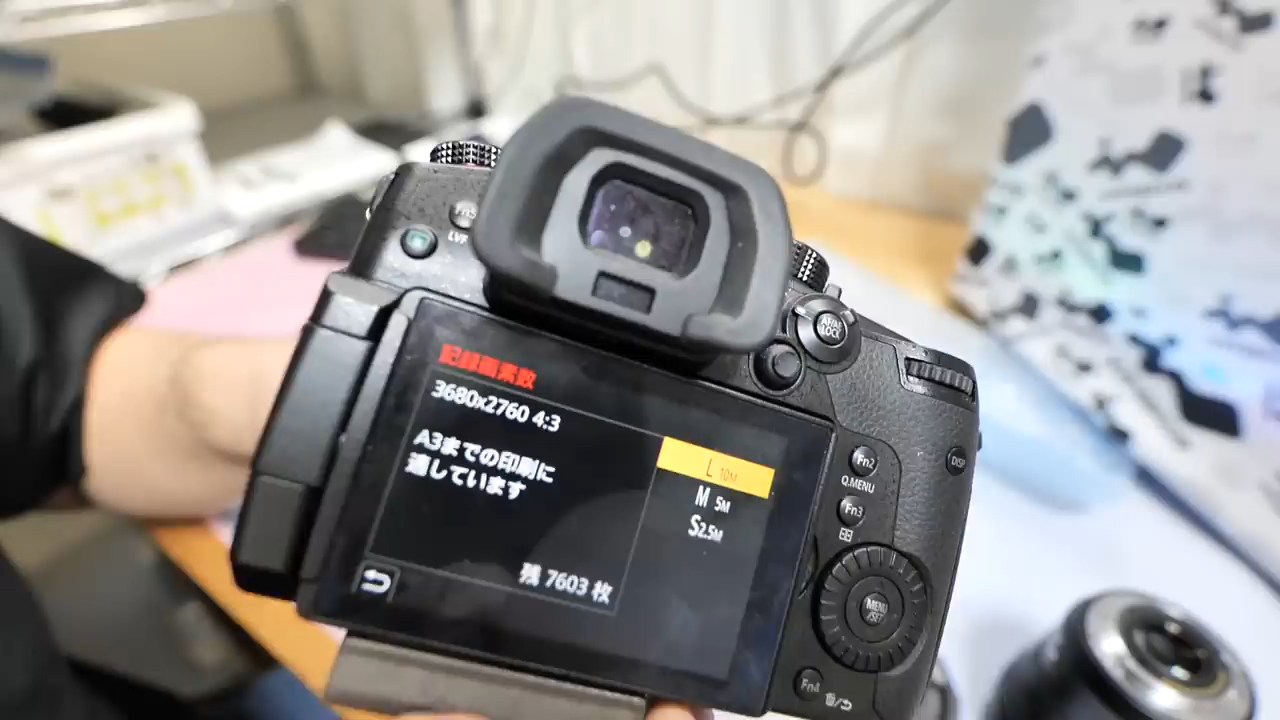 Fn5
LVF
AF/AE
LOCK
記録画素数
3680x2760 4:3
A3までの印刷に
適しています
L 10M
M 5M
S 2.5M
残 7603 枚
Fn2
Q.MENU
DISP
Fn3
MENU
/SET
Fn4